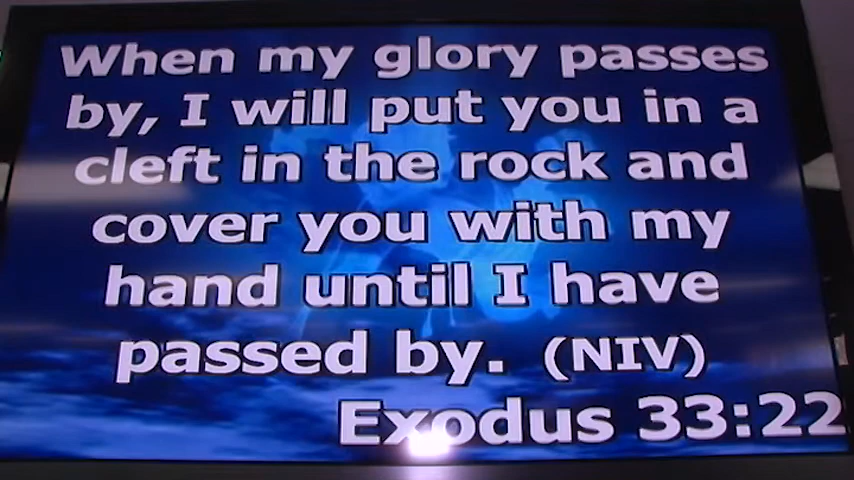 When my glory passes
by, I will put you in a
cleft in the rock and
cover you with my
hand until I have
passed by. (NIV)
Exodus 33:22